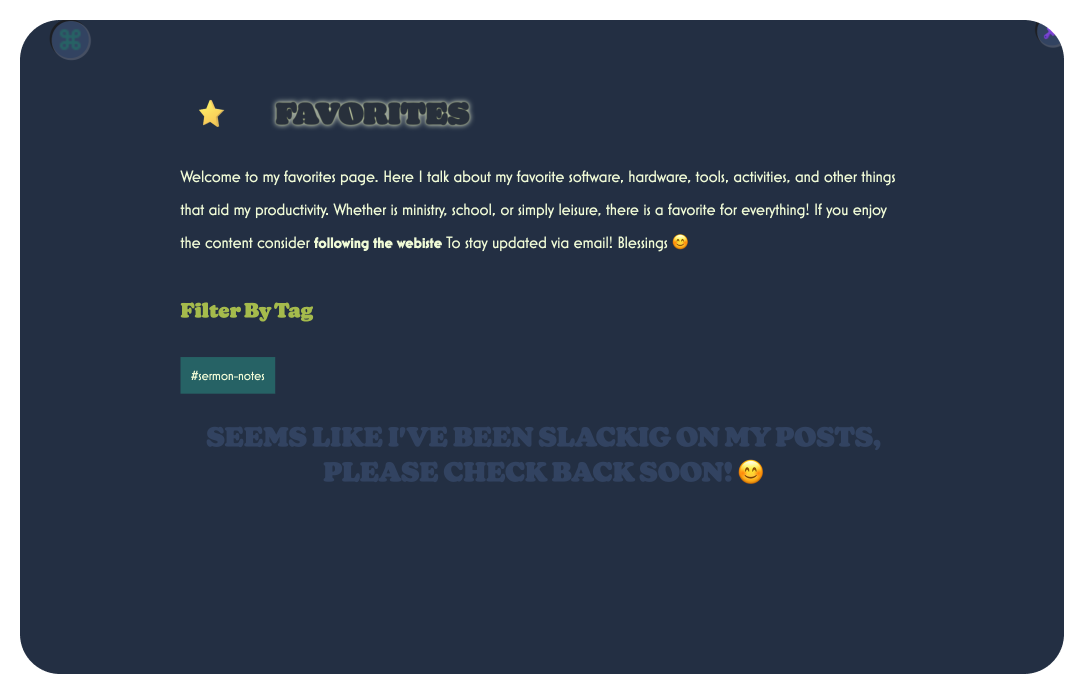 ⌘
⭐ FAVORITES
Welcome to my favorites page. Here I talk about my favorite software, hardware, tools, activities, and other things
that aid my productivity. Whether is ministry, school, or simply leisure, there is a favorite for everything! If you enjoy
the content consider following the webiste To stay updated via email! Blessings 😊
Filter By Tag
#sermon-notes
SEEMS LIKE I'VE BEEN SLACKIG ON MY POSTS,
PLEASE CHECK BACK SOON! 😊